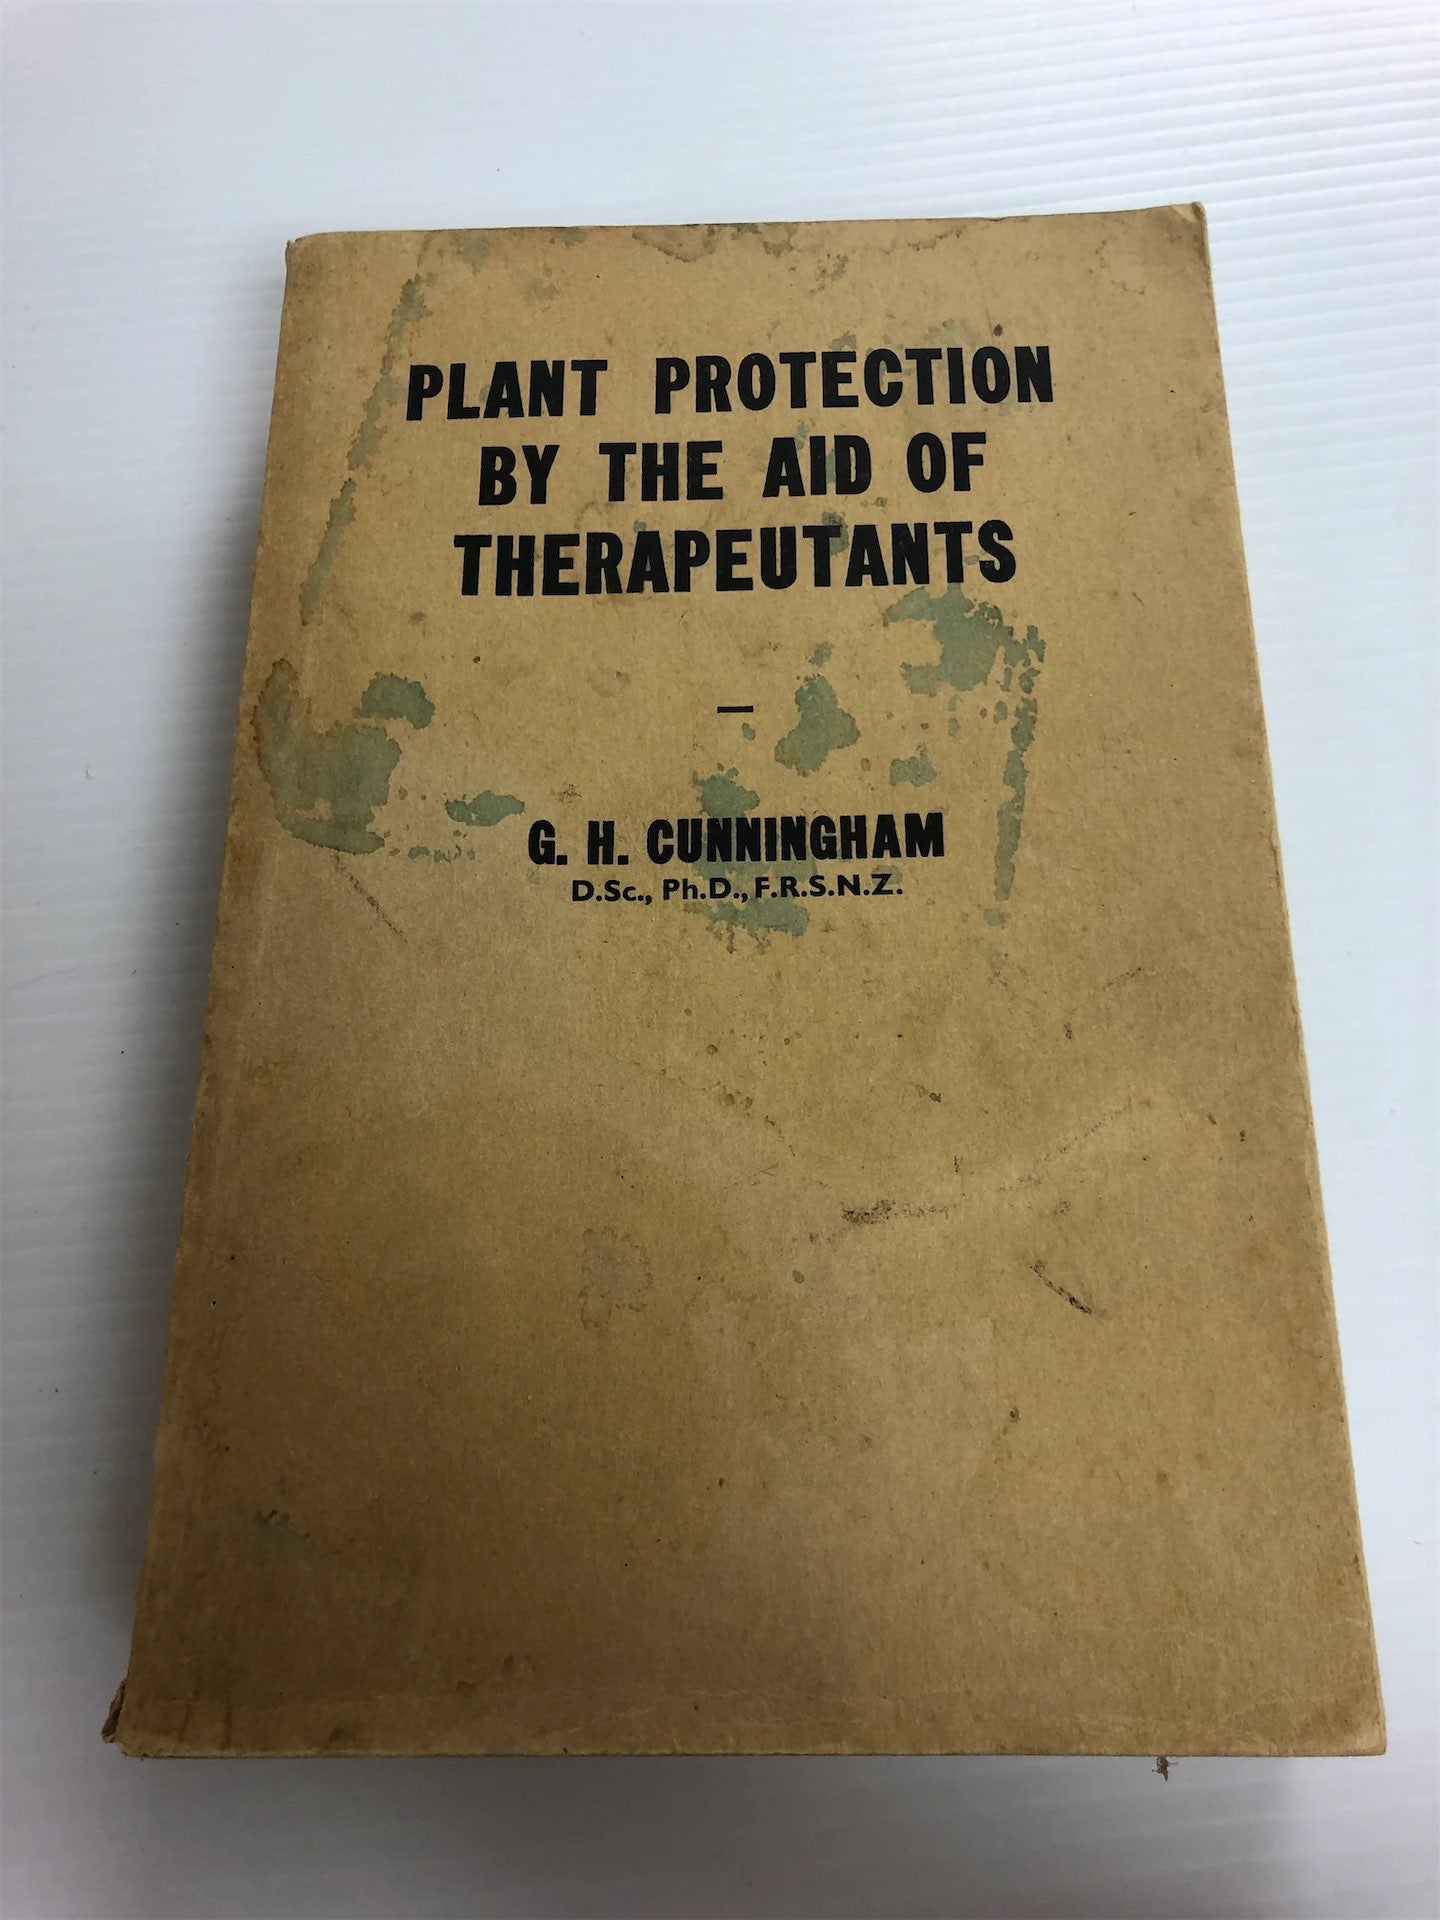 PLANT PROTECTION
BY THE AID OF
THERAPEUTANTS
—
G. H. CUNNINGHAM
D.Sc., Ph.D., F.R.S.N.Z.